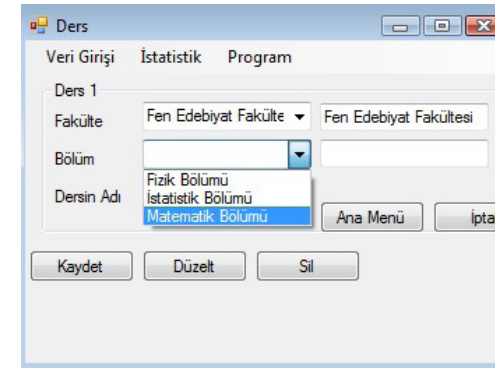 Ders
Veri Girişi İstatistik Program
Ders 1
Fakülte Fen Edebiyat Fakülte Fen Edebiyat Fakültesi
Bölüm
Fizik Bölümü
İstatistik Bölümü
Dersin Adı
Matematik Bölümü
Ana Menü İpta
Kaydet Düzelt Sil